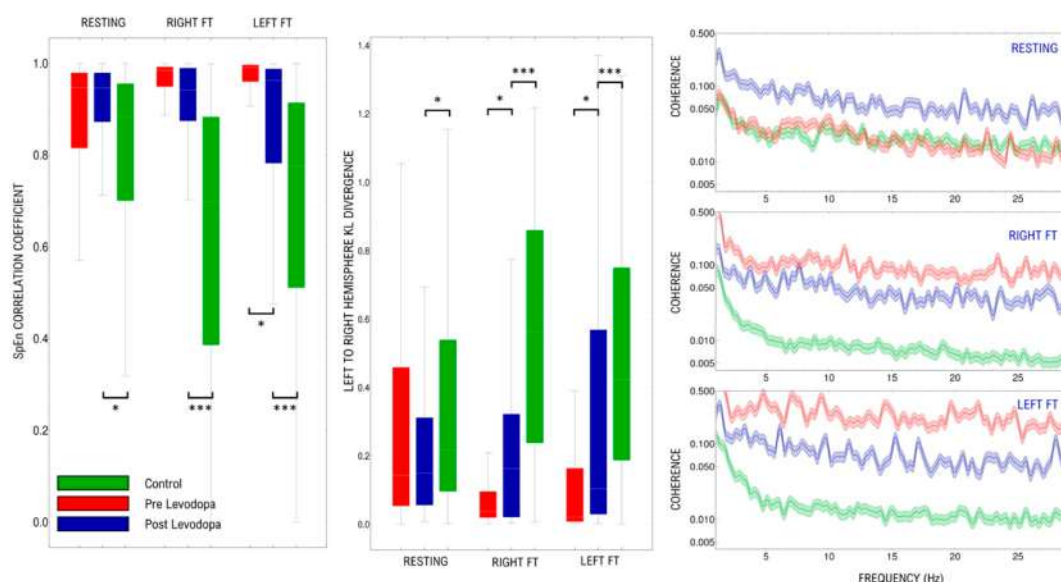 RESTING RIGHT FT LEFT FT
1.0
0.8
0.6
0.4
0.2
0.0
SpEn CORRELATION COEFFICIENT
*
***
*
***
Control
Pre Levodopa
Post Levodopa
1.4
1.2
1.0
0.8
0.6
0.4
0.2
0.0
LEFT TO RIGHT HEMISPHERE KL DIVERGENCE
*
*
***
*
***
RESTING RIGHT FT LEFT FT
RESTING
COHERENCE
0.500
0.100
0.050
0.010
0.005
5 10 15 20 25
RIGHT FT
COHERENCE
0.500
0.100
0.050
0.010
0.005
5 10 15 20 25
LEFT FT
COHERENCE
0.500
0.100
0.050
0.010
0.005
5 10 15 20 25
FREQUENCY (Hz)